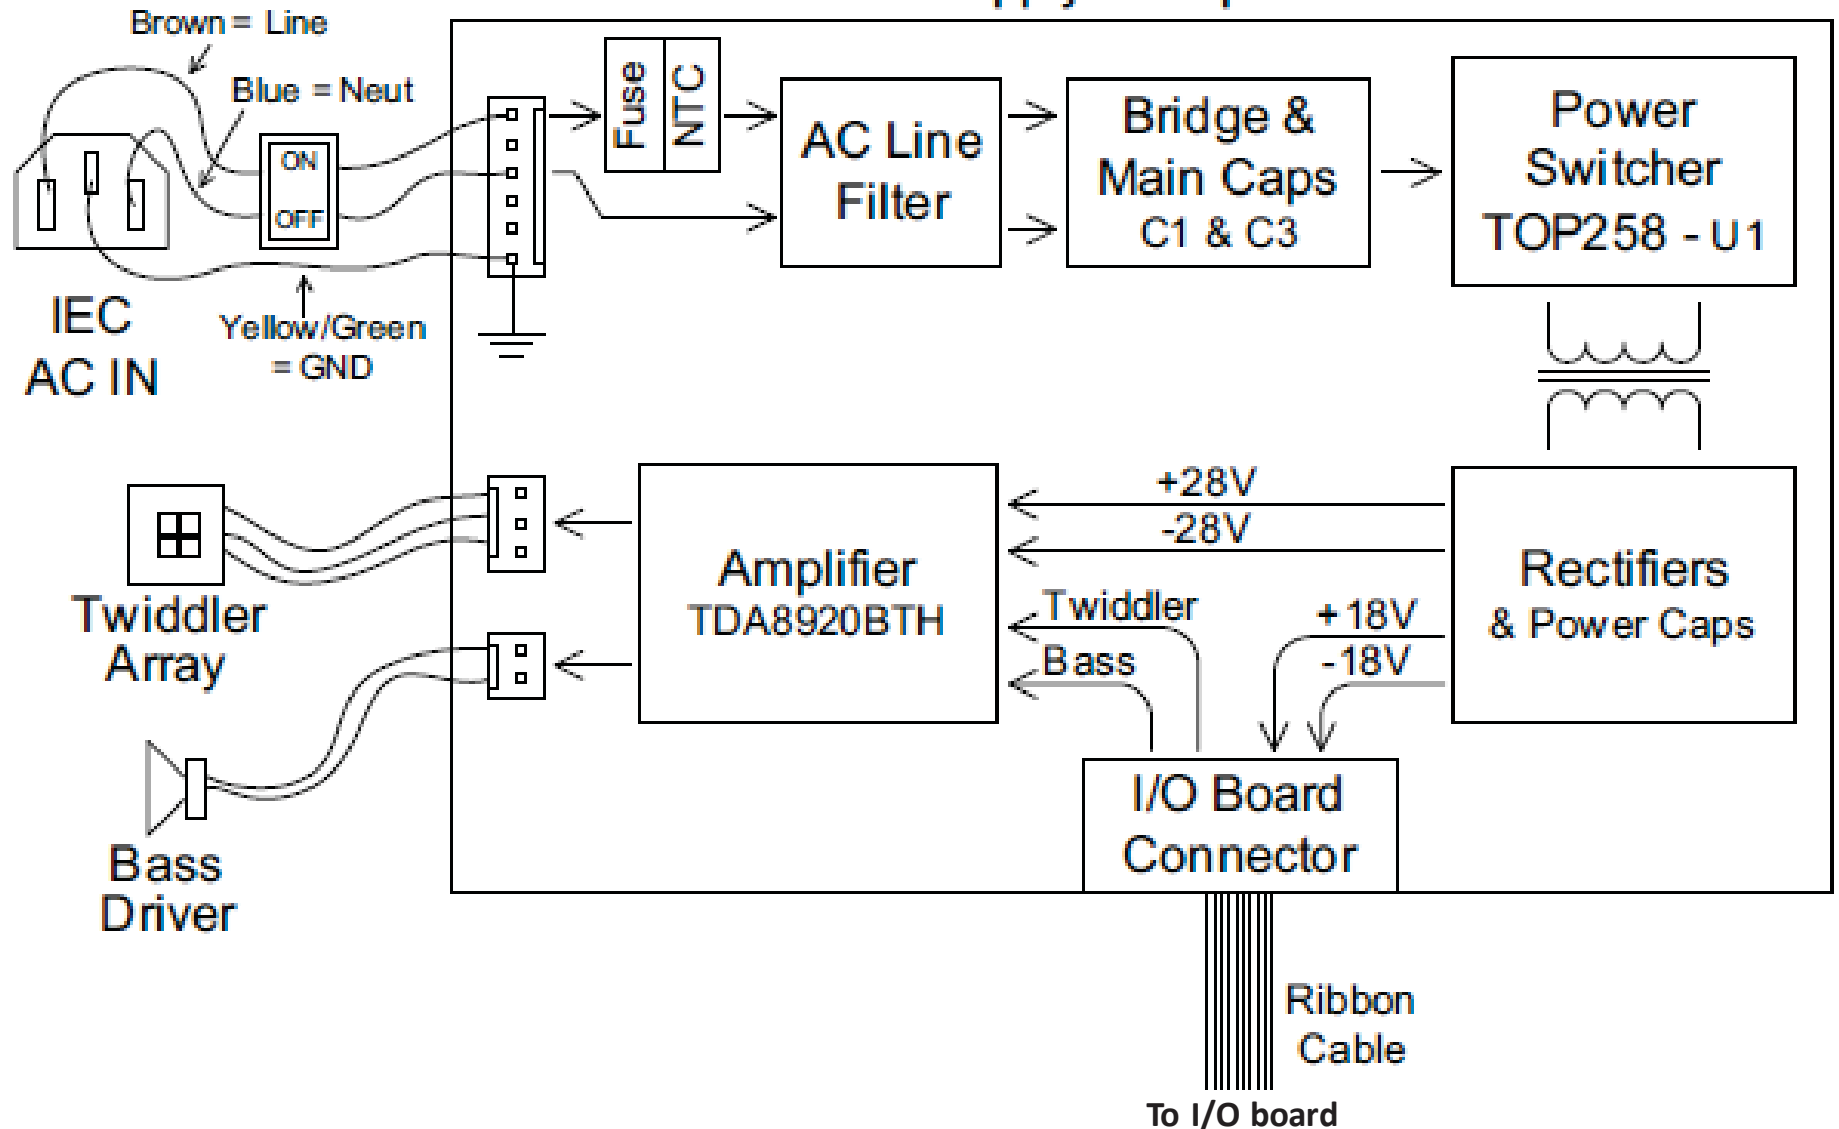 Brown = Line
Blue = Neut
ON
OFF
IEC
AC IN
Yellow/Green
= GND
Fuse
NTC
AC Line
Filter
Bridge &
Main Caps
C1 & C3
Power
Switcher
TOP258 - U1
Twiddler
Array
Bass
Driver
Amplifier
TDA8920BTH
+28V
-28V
Twiddler
Bass
+18V
-18V
Rectifiers
& Power Caps
I/O Board
Connector
Ribbon
Cable
To I/O board